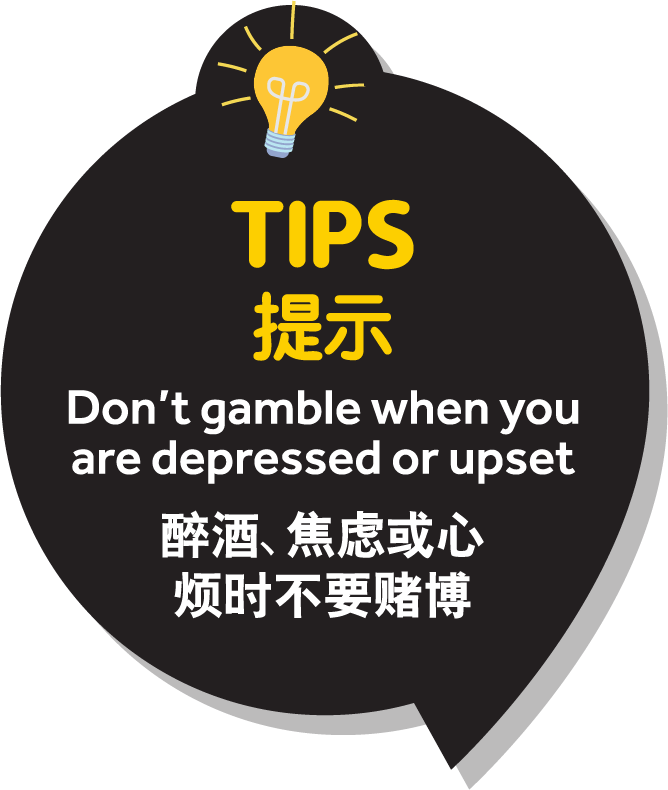 TIPS
提示
Don't gamble when you
are depressed or upset
醉酒、焦虑或心
烦时不要赌博